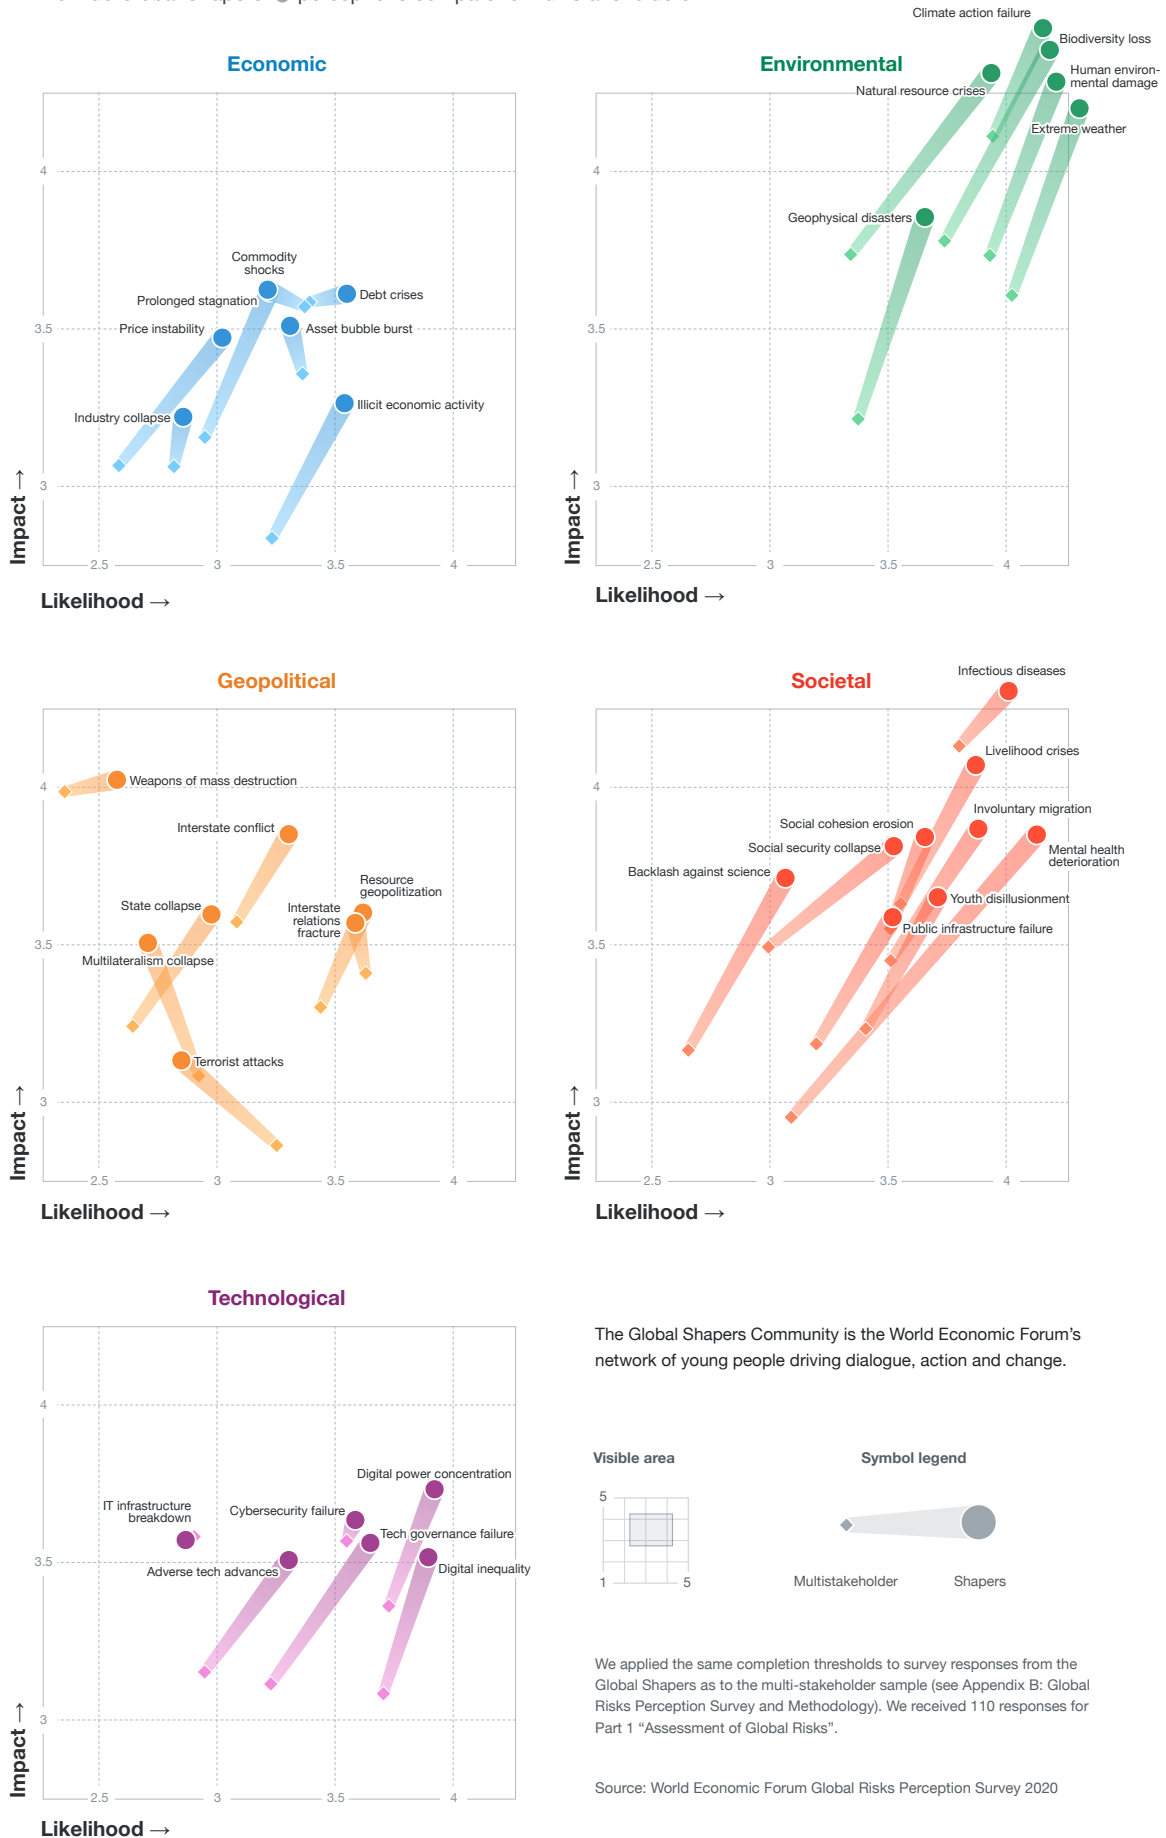 Economic
Commodity
shocks
Prolonged stagnation
Debt crises
Price instability
Asset bubble burst
Industry collapse
Illicit economic activity
4
3.5
3
2.5
3
3.5
4
Impact →
Likelihood →
Environmental
Climate action failure
Biodiversity loss
Human environ-
mental damage
Natural resource crises
Extreme weather
Geophysical disasters
4
3.5
3
2.5
3
3.5
4
Impact →
Likelihood →
Geopolitical
Weapons of mass destruction
Interstate conflict
Resource
geopolitization
State collapse
Interstate
relations
fracture
Multilateralism collapse
Terrorist attacks
4
3.5
3
2.5
3
3.5
4
Impact →
Likelihood →
Societal
Infectious diseases
Livelihood crises
Involuntary migration
Social cohesion erosion
Social security collapse
Mental health
deterioration
Backlash against science
Youth disillusionment
Public infrastructure failure
4
3.5
3
2.5
3
3.5
4
Impact →
Likelihood →
Technological
Digital power concentration
IT infrastructure
breakdown
Cybersecurity failure
Tech governance failure
Adverse tech advances
Digital inequality
4
3.5
3
2.5
3
3.5
4
Impact →
Likelihood →
The Global Shapers Community is the World Economic Forum’s
network of young people driving dialogue, action and change.
Visible area
5
1
5
Symbol legend
Multistakeholder
Shapers
We applied the same completion thresholds to survey responses from the
Global Shapers as to the multi-stakeholder sample (see Appendix B: Global
Risks Perception Survey and Methodology). We received 110 responses for
Part 1 “Assessment of Global Risks”.
Source: World Economic Forum Global Risks Perception Survey 2020